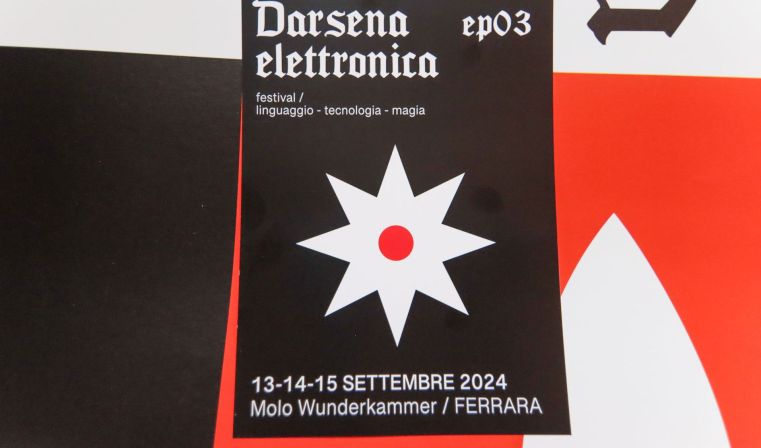 Darsena ep03
elettronica
festival /
linguaggio - tecnologia - magia
13-14-15 SETTEMBRE 2024
Molo Wunderkammer / FERRARA